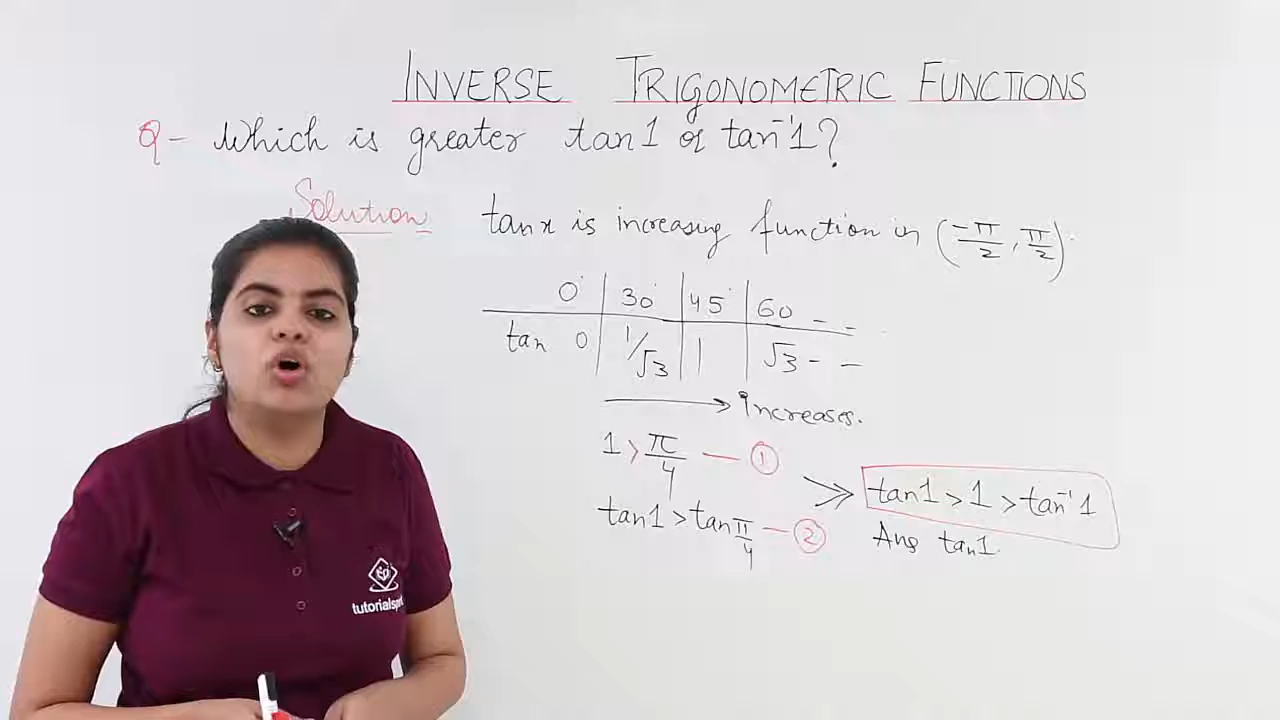 INVERSE TRIGONOMETRIC FUNCTIONS
Q- Which is greater tan1 or tan⁻¹1?
Solution
tanx is increasing function in (-π/2, π/2).
0° 30° 45° 60 - -
tan 0 1/√3 1 √3 - -
→ increases.
1 > π/4 — ①
tan1 > tan π/4 — ②
⇒ tan1 > 1 > tan⁻¹1
Ans tan1.
tutorialspoint